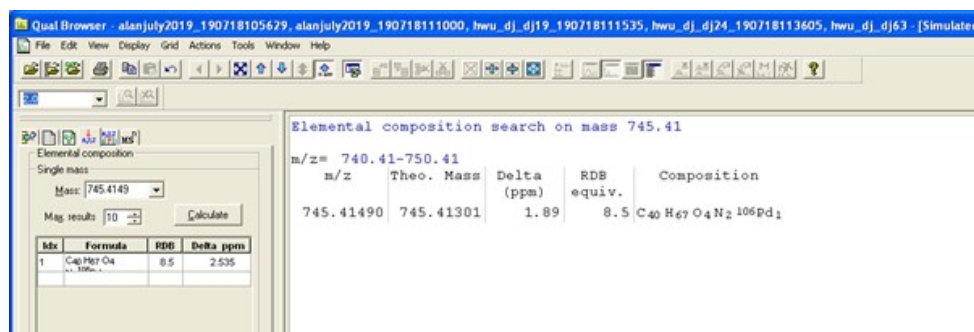 Qual Browser - alanjuly2019_190718105629, alanjuly2019_190718111000, hwu_dj_dj19_190718111535, hwu_dj_dj24_190718113605, hwu_dj_dj63 - [Simulate
File Edit View Display Grid Actions Tools Window Help
2.0
Elemental composition search on mass 745.41
m/z= 740.41-750.41
m/z Theo. Mass Delta RDB Composition
(ppm) equiv.
745.41490 745.41301 1.89 8.5 C40 H67 O4 N2 106Pd1
Elemental composition
Single mass
Mass: 745.4149
Max. results 10 Calculate
Idx Formula RDB Delta ppm
1 C40 H67 O4 8.5 2.535